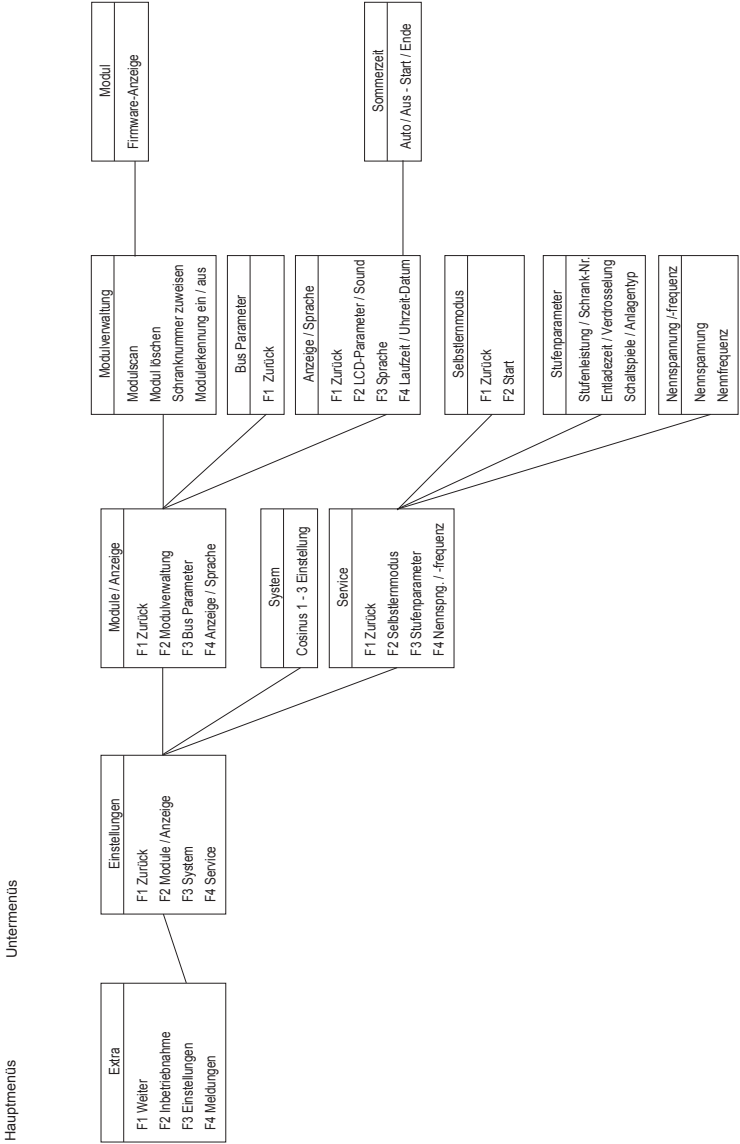 Hauptmenüs
Untermenüs
Extra
F1 Weiter
F2 Inbetriebnahme
F3 Einstellungen
F4 Meldungen
Einstellungen
F1 Zurück
F2 Module / Anzeige
F3 System
F4 Service
Module / Anzeige
F1 Zurück
F2 Modulverwaltung
F3 Bus Parameter
F4 Anzeige / Sprache
System
Cosinus 1 - 3 Einstellung
Service
F1 Zurück
F2 Selbstlernmodus
F3 Stufenparameter
F4 Nennspng. / -frequenz
Modulverwaltung
Modulscan
Modul löschen
Schranknummer zuweisen
Modulerkennung ein / aus
Bus Parameter
F1 Zurück
Anzeige / Sprache
F1 Zurück
F2 LCD-Parameter / Sound
F3 Sprache
F4 Laufzeit / Uhrzeit-Datum
Selbstlernmodus
F1 Zurück
F2 Start
Stufenparameter
Stufenleistung / Schrank-Nr.
Entladezeit / Verdrosselung
Schaltspiele / Anlagentyp
Nennspannung /-frequenz
Nennspannung
Nennfrequenz
Modul
Firmware-Anzeige
Sommerzeit
Auto / Aus - Start / Ende